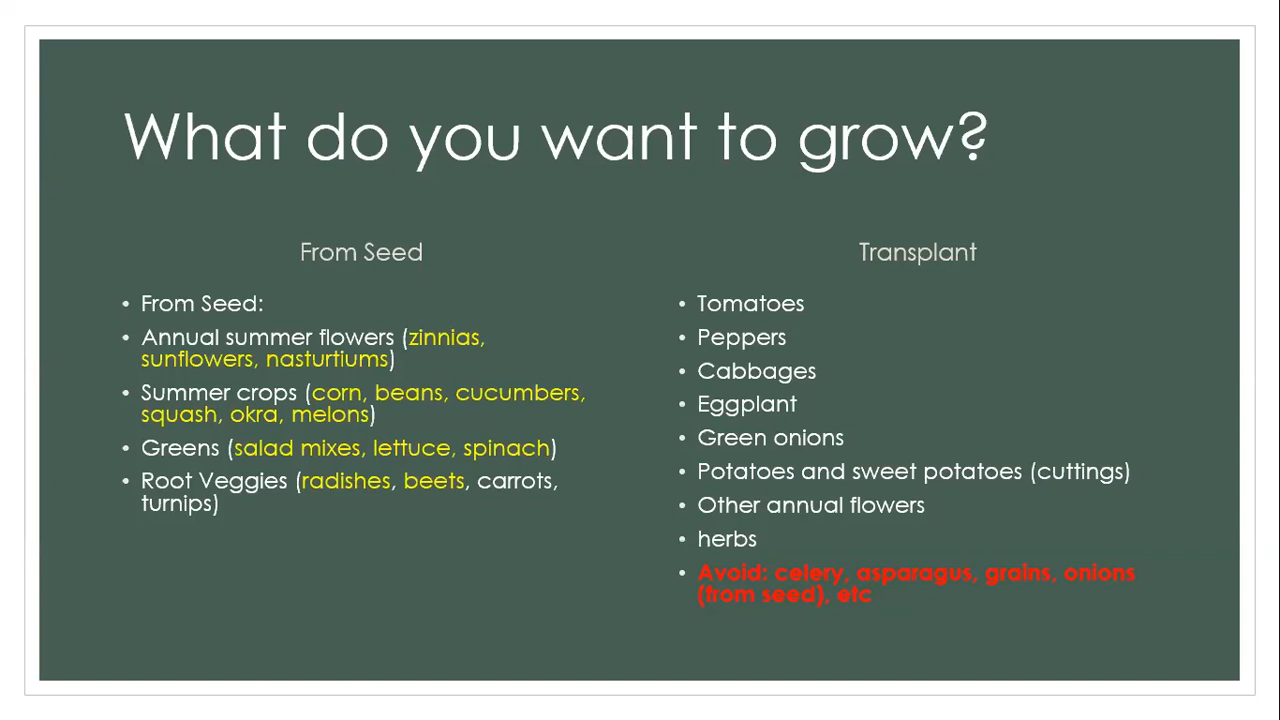 What do you want to grow?
From Seed
• From Seed:
• Annual summer flowers (zinnias,
sunflowers, nasturtiums)
• Summer crops (corn, beans, cucumbers,
squash, okra, melons)
• Greens (salad mixes, lettuce, spinach)
• Root Veggies (radishes, beets, carrots,
turnips)
Transplant
• Tomatoes
• Peppers
• Cabbages
• Eggplant
• Green onions
• Potatoes and sweet potatoes (cuttings)
• Other annual flowers
• herbs
• Avoid: celery, asparagus, grains, onions
(from seed), etc